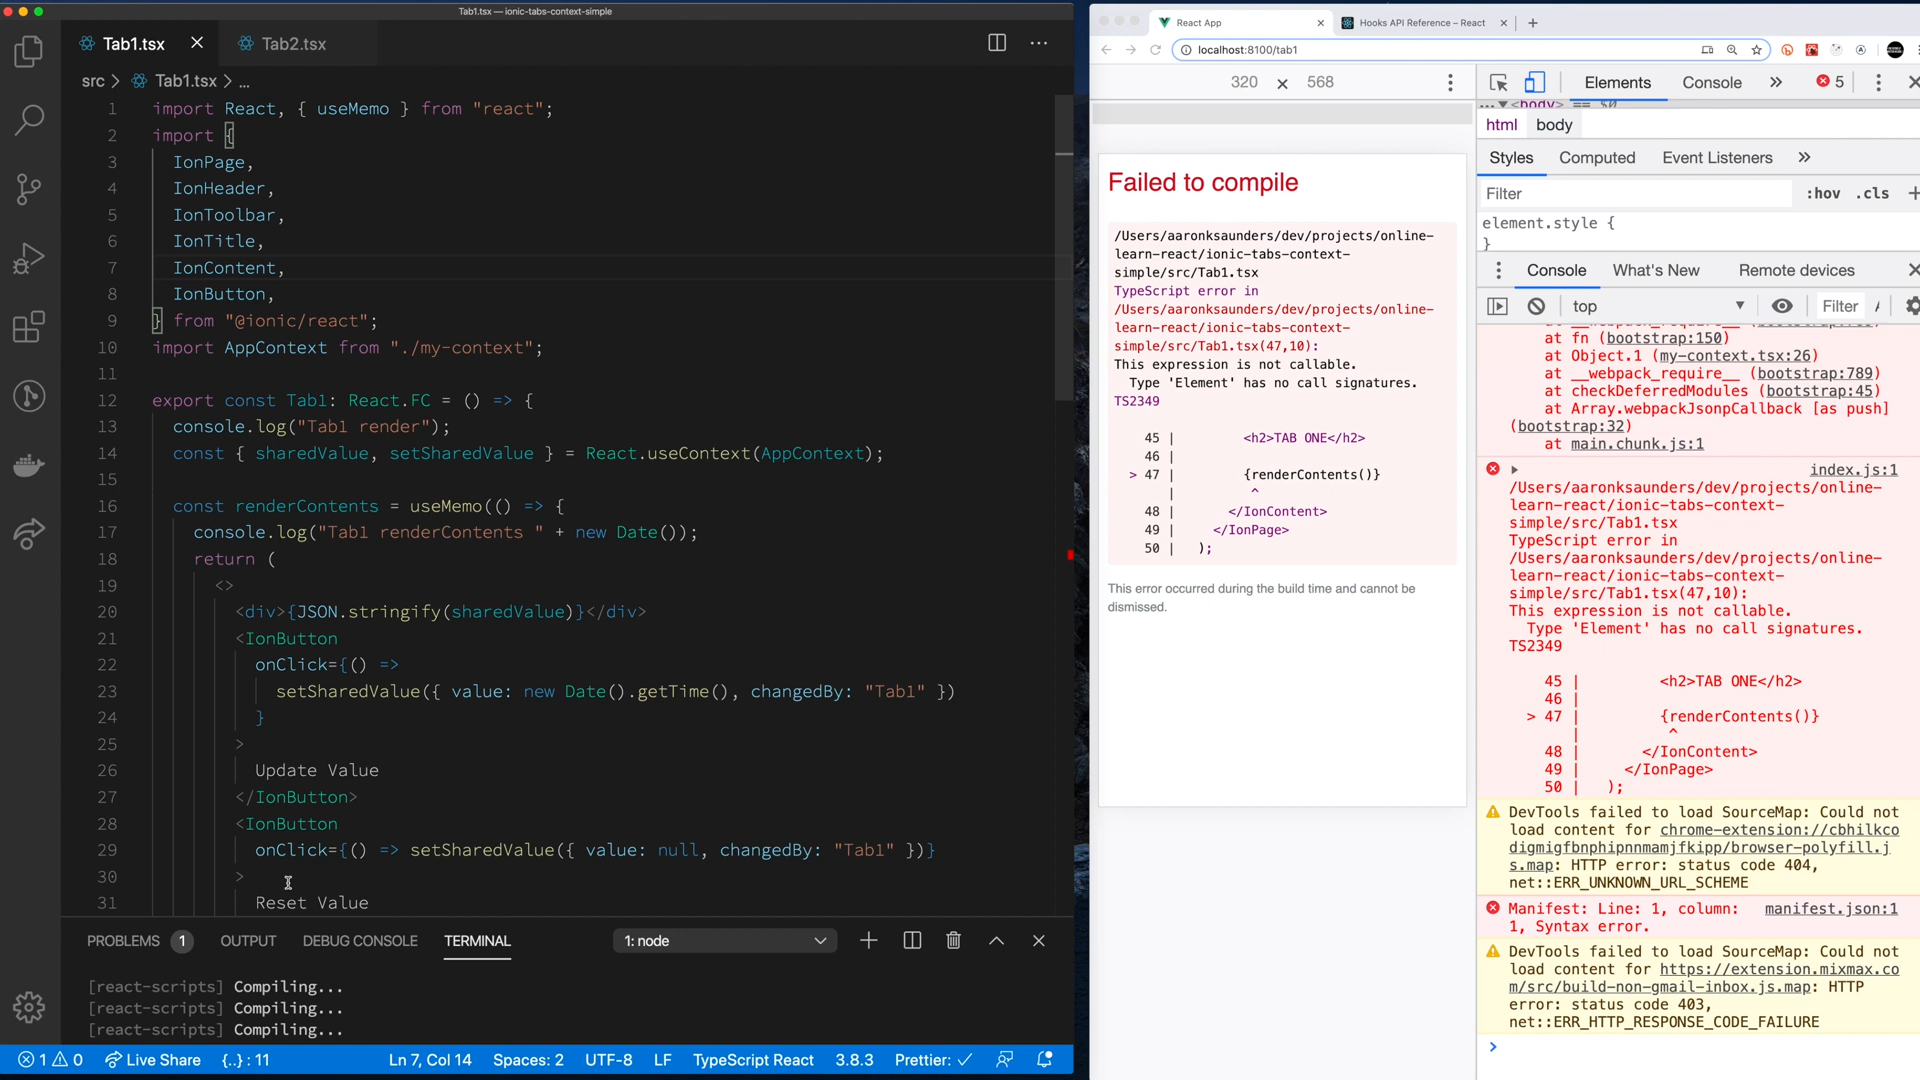 Tab1.tsx — ionic-tabs-context-simple
Tab1.tsx
Tab2.tsx
src > Tab1.tsx > ...
1 import React, { useMemo } from "react";
2 import {
3 IonPage,
4 IonHeader,
5 IonToolbar,
6 IonTitle,
7 IonContent,
8 IonButton,
9 } from "@ionic/react";
10 import AppContext from "./my-context";
11
12 export const Tab1: React.FC = () => {
13 console.log("Tab1 render");
14 const { sharedValue, setSharedValue } = React.useContext(AppContext);
15
16 const renderContents = useMemo(() => {
17 console.log("Tab1 renderContents " + new Date());
18 return (
19 <>
20 <div>{JSON.stringify(sharedValue)}</div>
21 <IonButton
22 onClick={() =>
23 setSharedValue({ value: new Date().getTime(), changedBy: "Tab1" })
24 }
25 >
26 Update Value
27 </IonButton>
28 <IonButton
29 onClick={() => setSharedValue({ value: null, changedBy: "Tab1" })}
30 >
31 Reset Value
PROBLEMS 1 OUTPUT DEBUG CONSOLE TERMINAL 1: node
[react-scripts] Compiling...
[react-scripts] Compiling...
[react-scripts] Compiling...
1 0 Live Share {..} : 11 Ln 7, Col 14 Spaces: 2 UTF-8 LF TypeScript React 3.8.3 Prettier: ✓
React App
Hooks API Reference – React
localhost:8100/tab1
320 × 568
Failed to compile
/Users/aaronksaunders/dev/projects/online-
learn-react/ionic-tabs-context-
simple/src/Tab1.tsx
TypeScript error in
/Users/aaronksaunders/dev/projects/online-
learn-react/ionic-tabs-context-
simple/src/Tab1.tsx(47,10):
This expression is not callable.
Type 'Element' has no call signatures.
TS2349
45 | <h2>TAB ONE</h2>
46 |
> 47 | {renderContents()}
| ^
48 | </IonContent>
49 | </IonPage>
50 | );
This error occurred during the build time and cannot be
dismissed.
Elements Console » 5
... <body> == $0
html body
Styles Computed Event Listeners »
Filter :hov .cls +
element.style {
}
Console What's New Remote devices
top Filter
at fn (bootstrap:150)
at Object.1 (my-context.tsx:26)
at __webpack_require__ (bootstrap:789)
at checkDeferredModules (bootstrap:45)
at Array.webpackJsonpCallback [as push]
(bootstrap:32)
at main.chunk.js:1
index.js:1
/Users/aaronksaunders/dev/projects/online-
learn-react/ionic-tabs-context-
simple/src/Tab1.tsx
TypeScript error in
/Users/aaronksaunders/dev/projects/online-
learn-react/ionic-tabs-context-
simple/src/Tab1.tsx(47,10):
This expression is not callable.
Type 'Element' has no call signatures.
TS2349
45 | <h2>TAB ONE</h2>
46 |
> 47 | {renderContents()}
| ^
48 | </IonContent>
49 | </IonPage>
50 | );
DevTools failed to load SourceMap: Could not
load content for chrome-extension://cbhilkco
digmigfbnphipnnmamjfkipp/browser-polyfill.j
s.map: HTTP error: status code 404,
net::ERR_UNKNOWN_URL_SCHEME
Manifest: Line: 1, column: manifest.json:1
1, Syntax error.
DevTools failed to load SourceMap: Could not
load content for https://extension.mixmax.co
m/src/build-non-gmail-inbox.js.map: HTTP
error: status code 403,
net::ERR_HTTP_RESPONSE_CODE_FAILURE